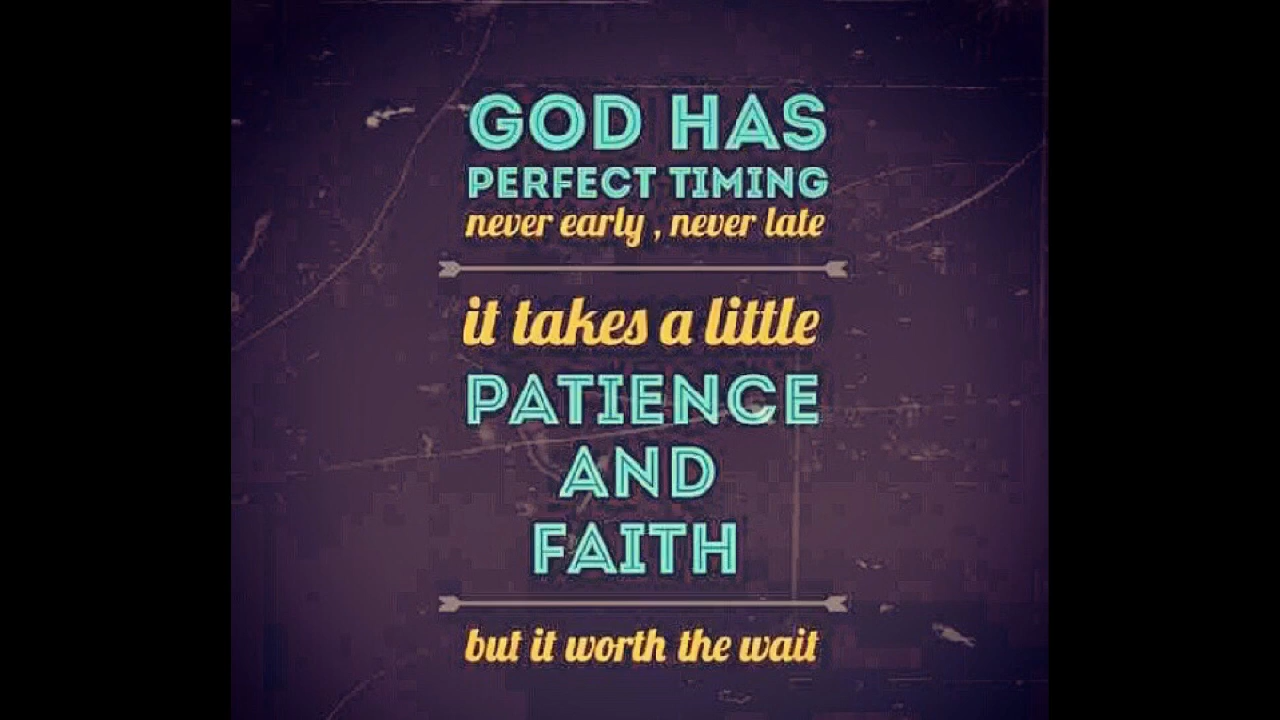 GOD HAS
PERFECT TIMING
never early , never late
it takes a little
PATIENCE
AND
FAITH
but it worth the wait